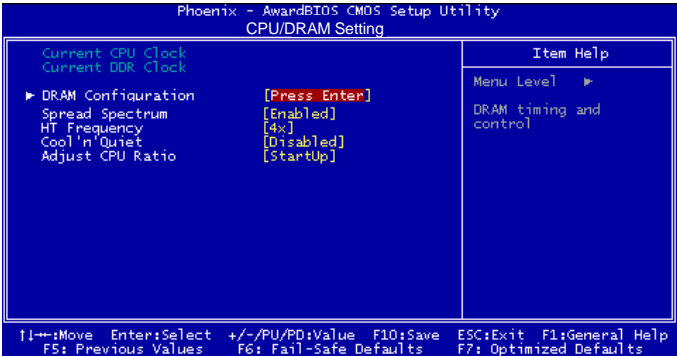 Phoenix - AwardBIOS CMOS Setup Utility
CPU/DRAM Setting
Current CPU Clock
Current DDR Clock
► DRAM Configuration [Press Enter]
Spread Spectrum [Enabled]
HT Frequency [4x]
Cool'n'Quiet [Disabled]
Adjust CPU Ratio [StartUp]
Item Help
Menu Level ►
DRAM timing and
control
↑↓→←:Move Enter:Select +/-/PU/PD:Value F10:Save ESC:Exit F1:General Help
F5: Previous Values F6: Fail-Safe Defaults F7: Optimized Defaults